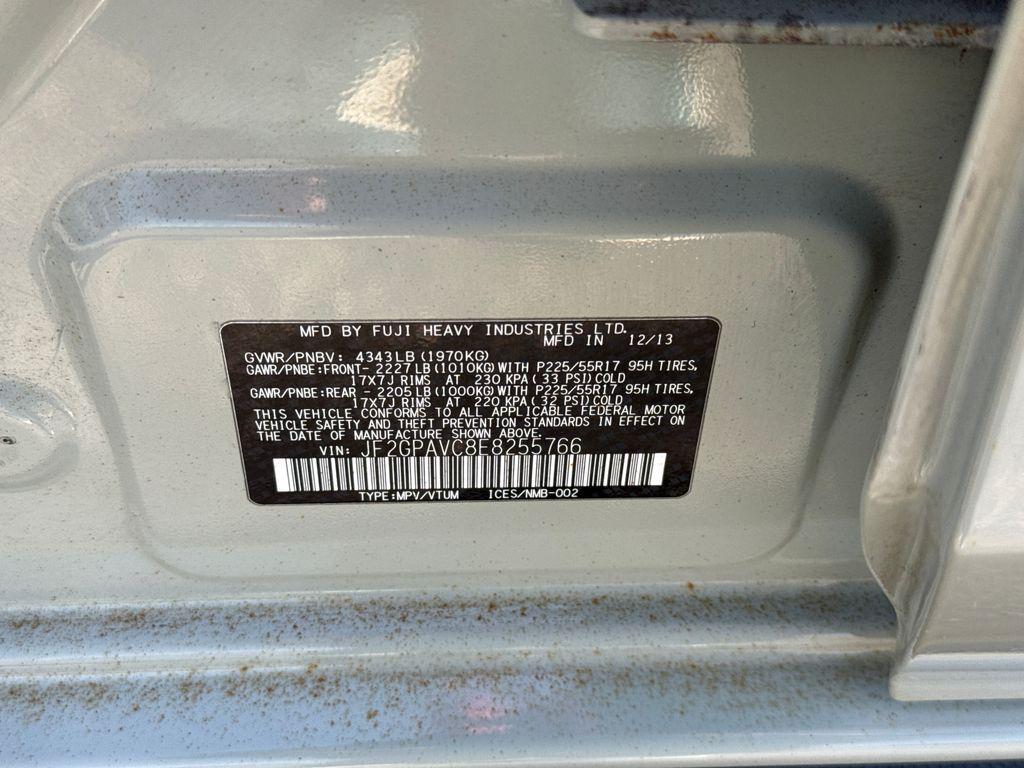 MFD BY FUJI HEAVY INDUSTRIES LTD.
MFD IN 12/13
GVWR/PNBV: 4343LB (1970KG)
GAWR/PNBE:FRONT- 2227LB (1010KG) WITH P225/55R17 95H TIRES,
17X7J RIMS AT 230 KPA (33 PSI) COLD
GAWR/PNBE:REAR - 2205LB (1000KG) WITH P225/55R17 95H TIRES,
17X7J RIMS AT 220 KPA (32 PSI) COLD
THIS VEHICLE CONFORMS TO ALL APPLICABLE FEDERAL MOTOR
VEHICLE SAFETY AND THEFT PREVENTION STANDARDS IN EFFECT ON
THE DATE OF MANUFACTURE SHOWN ABOVE.
VIN: JF2GPAVC8E8255766
TYPE:MPV/VTUM ICES/NMB-002